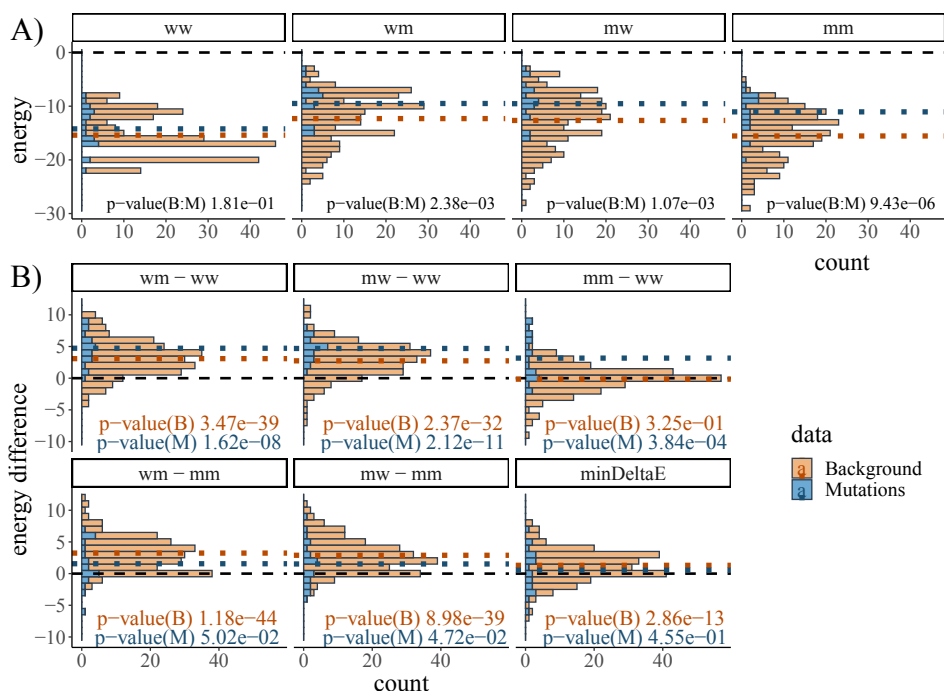 A)
ww
wm
mw
mm
energy
0
−10
−20
−30
p−value(B:M) 1.81e−01
p−value(B:M) 2.38e−03
p−value(B:M) 1.07e−03
p−value(B:M) 9.43e−06
0 10 20 30 40
0 10 20 30 40
0 10 20 30 40
0 10 20 30 40
count
B)
wm − ww
mw − ww
mm − ww
energy difference
10
5
0
−5
−10
p−value(B) 3.47e−39
p−value(M) 1.62e−08
p−value(B) 2.37e−32
p−value(M) 2.12e−11
p−value(B) 3.25e−01
p−value(M) 3.84e−04
wm − mm
mw − mm
minDeltaE
10
5
0
−5
−10
p−value(B) 1.18e−44
p−value(M) 5.02e−02
p−value(B) 8.98e−39
p−value(M) 4.72e−02
p−value(B) 2.86e−13
p−value(M) 4.55e−01
0 20 40
0 20 40
0 20 40
count
data
a Background
a Mutations